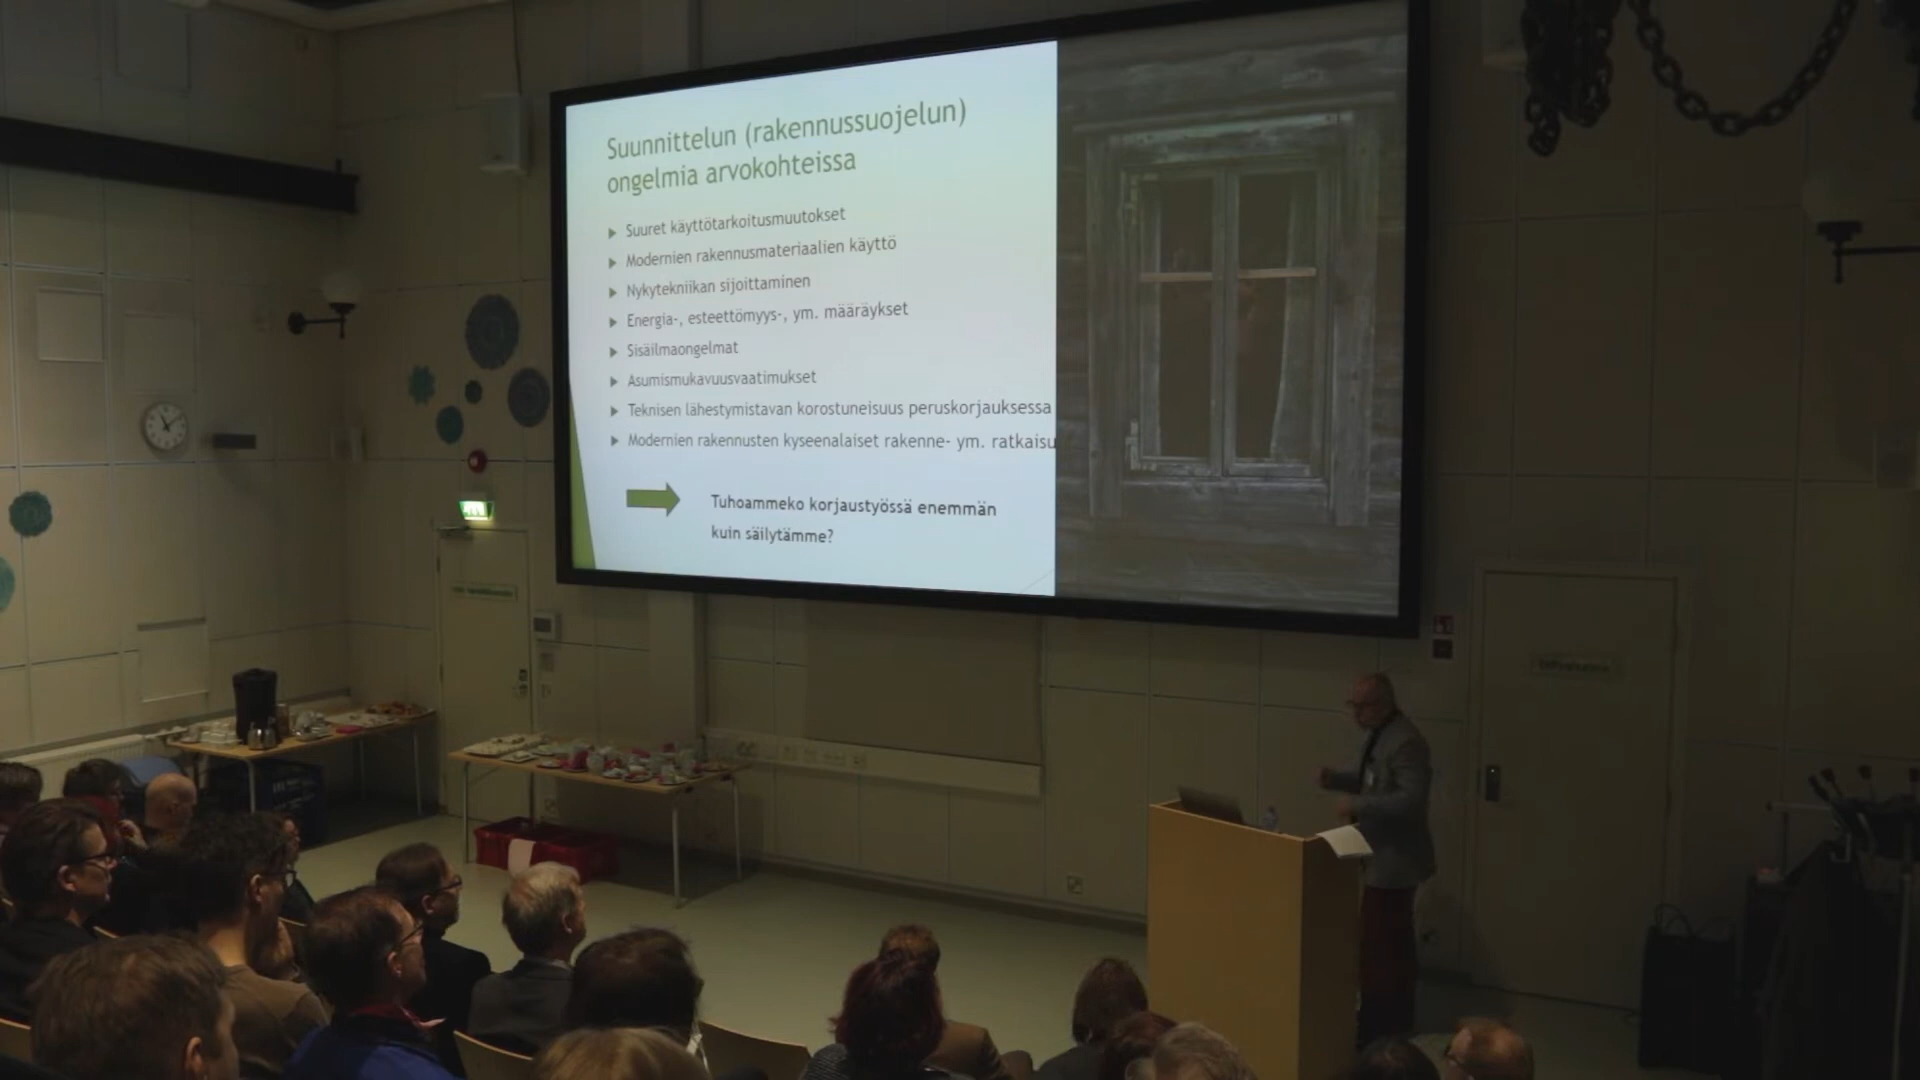 Suunnittelun (rakennussuojelun)
ongelmia arvokohteissa
Suuret käyttötarkoitusmuutokset
Modernien rakennusmateriaalien käyttö
Nykytekniikan sijoittaminen
Energia-, esteettömyys-, ym. määräykset
Sisäilmaongelmat
Asumismukavuusvaatimukset
Teknisen lähestymistavan korostuneisuus peruskorjauksessa
Modernien rakennusten kyseenalaiset rakenne- ym. ratkaisu
Tuhoammeko korjaustyössä enemmän
kuin säilytämme?